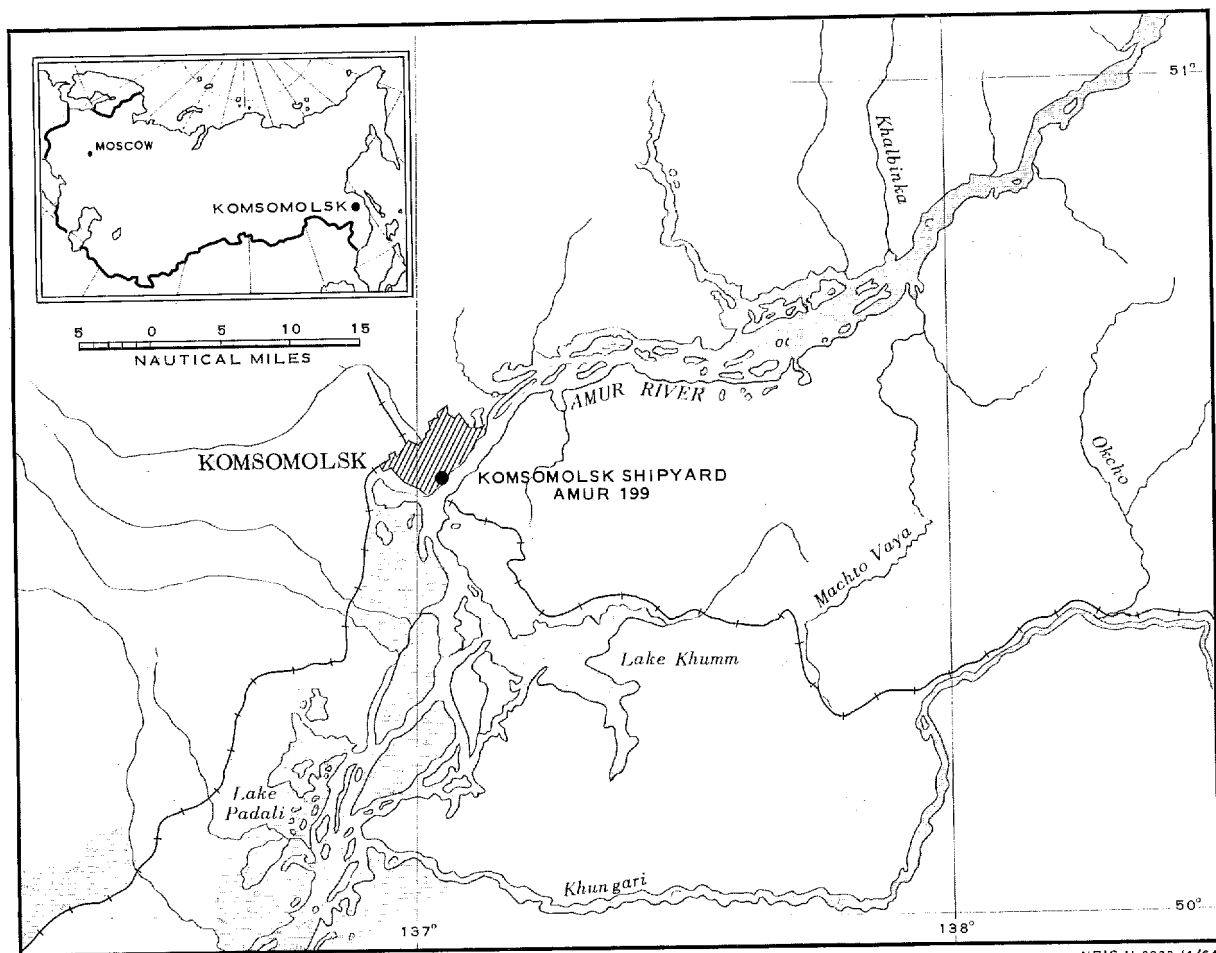 51°
MOSCOW
KOMSOMOLSK
Khalbinka
5 0 5 10 15
NAUTICAL MILES
AMUR RIVER
KOMSOMOLSK
KOMSOMOLSK SHIPYARD
AMUR 199
Okcho
Machto Vaya
Lake Khumm
Lake
Padali
Khungari
50°
137°
138°